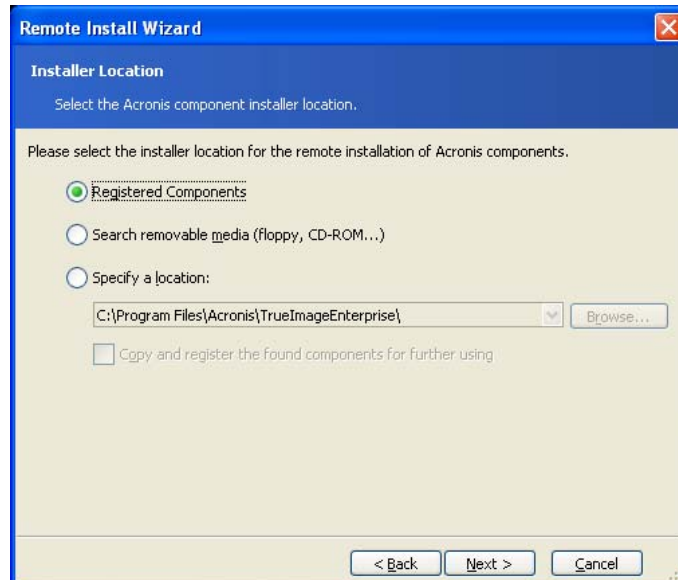 Remote Install Wizard
Installer Location
Select the Acronis component installer location.
Please select the installer location for the remote installation of Acronis components.
Registered Components
Search removable media (floppy, CD-ROM...)
Specify a location:
C:\Program Files\Acronis\TrueImageEnterprise\
Browse...
Copy and register the found components for further using
< Back
Next >
Cancel